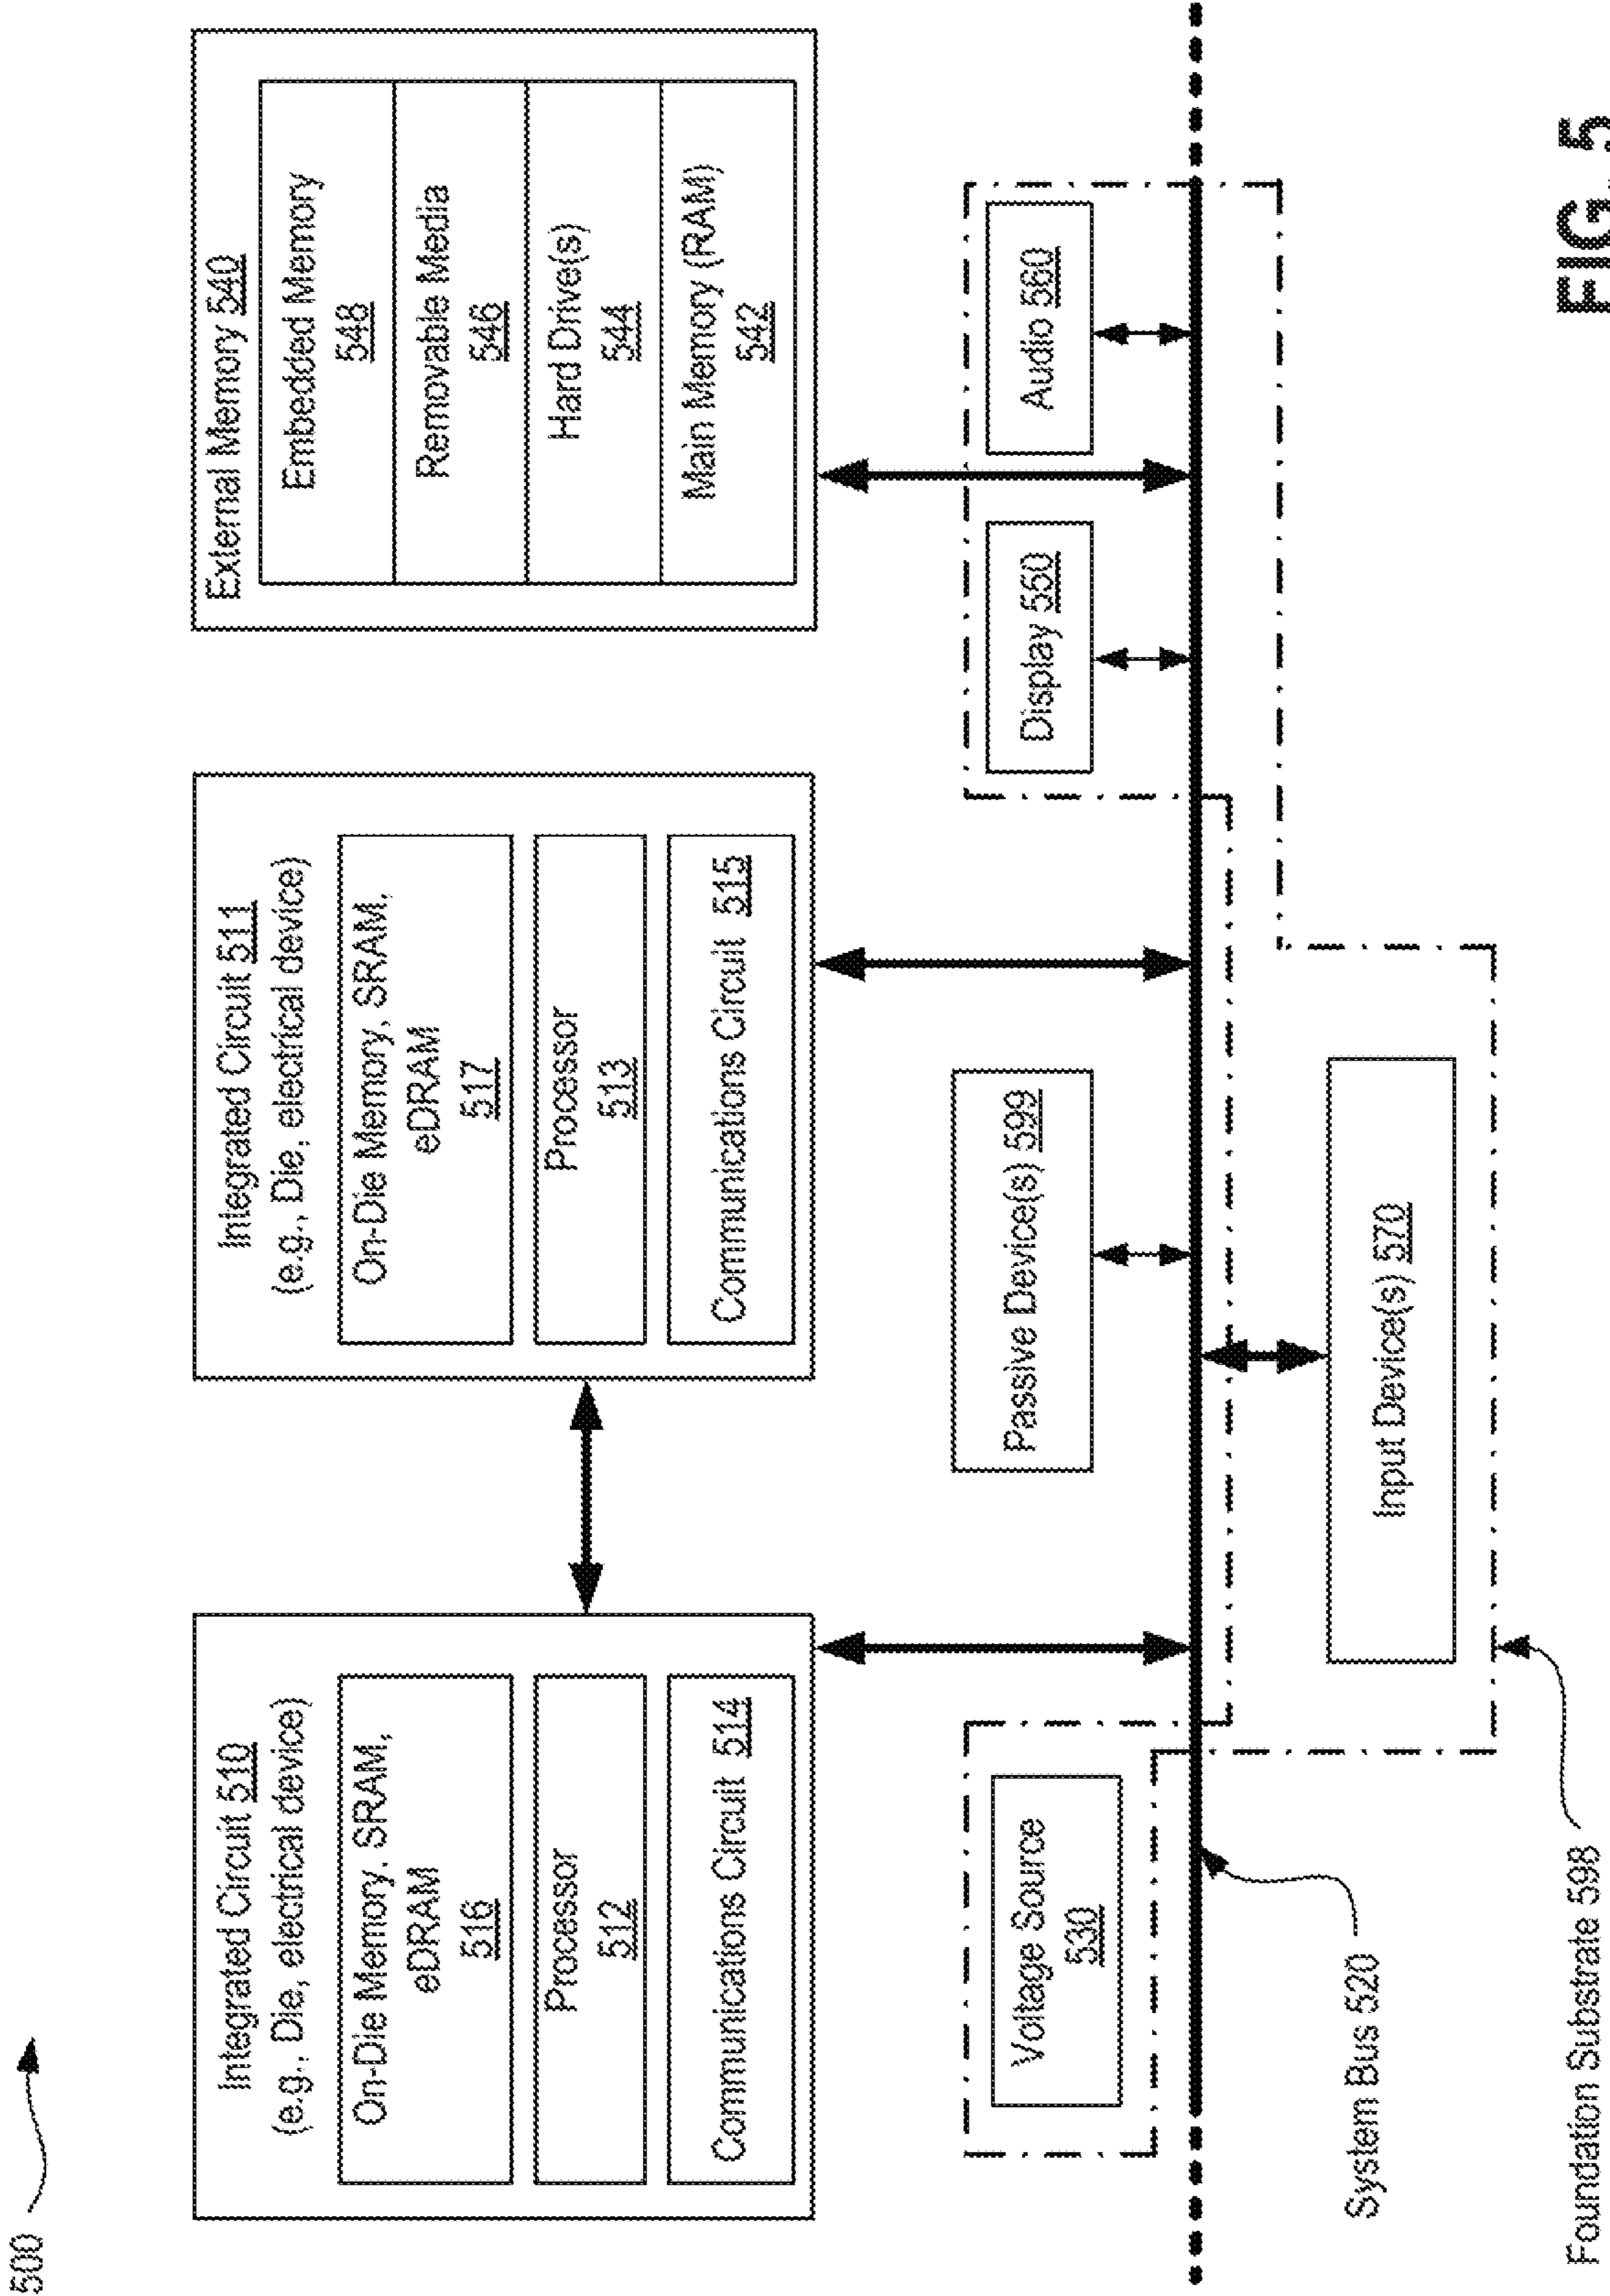 500
Integrated Circuit 510
(e.g., Die, electrical device)
On-Die Memory, SRAM,
eDRAM
516
Processor
512
Communications Circuit 514
Integrated Circuit 511
(e.g., Die, electrical device)
On-Die Memory, SRAM,
eDRAM
517
Processor
513
Communications Circuit 515
External Memory 540
Embedded Memory
548
Removable Media
546
Hard Drive(s)
544
Main Memory (RAM)
542
Voltage Source
530
Passive Device(s) 599
Display 550
Audio 560
Input Device(s) 570
System Bus 520
Foundation Substrate 598
FIG. 5